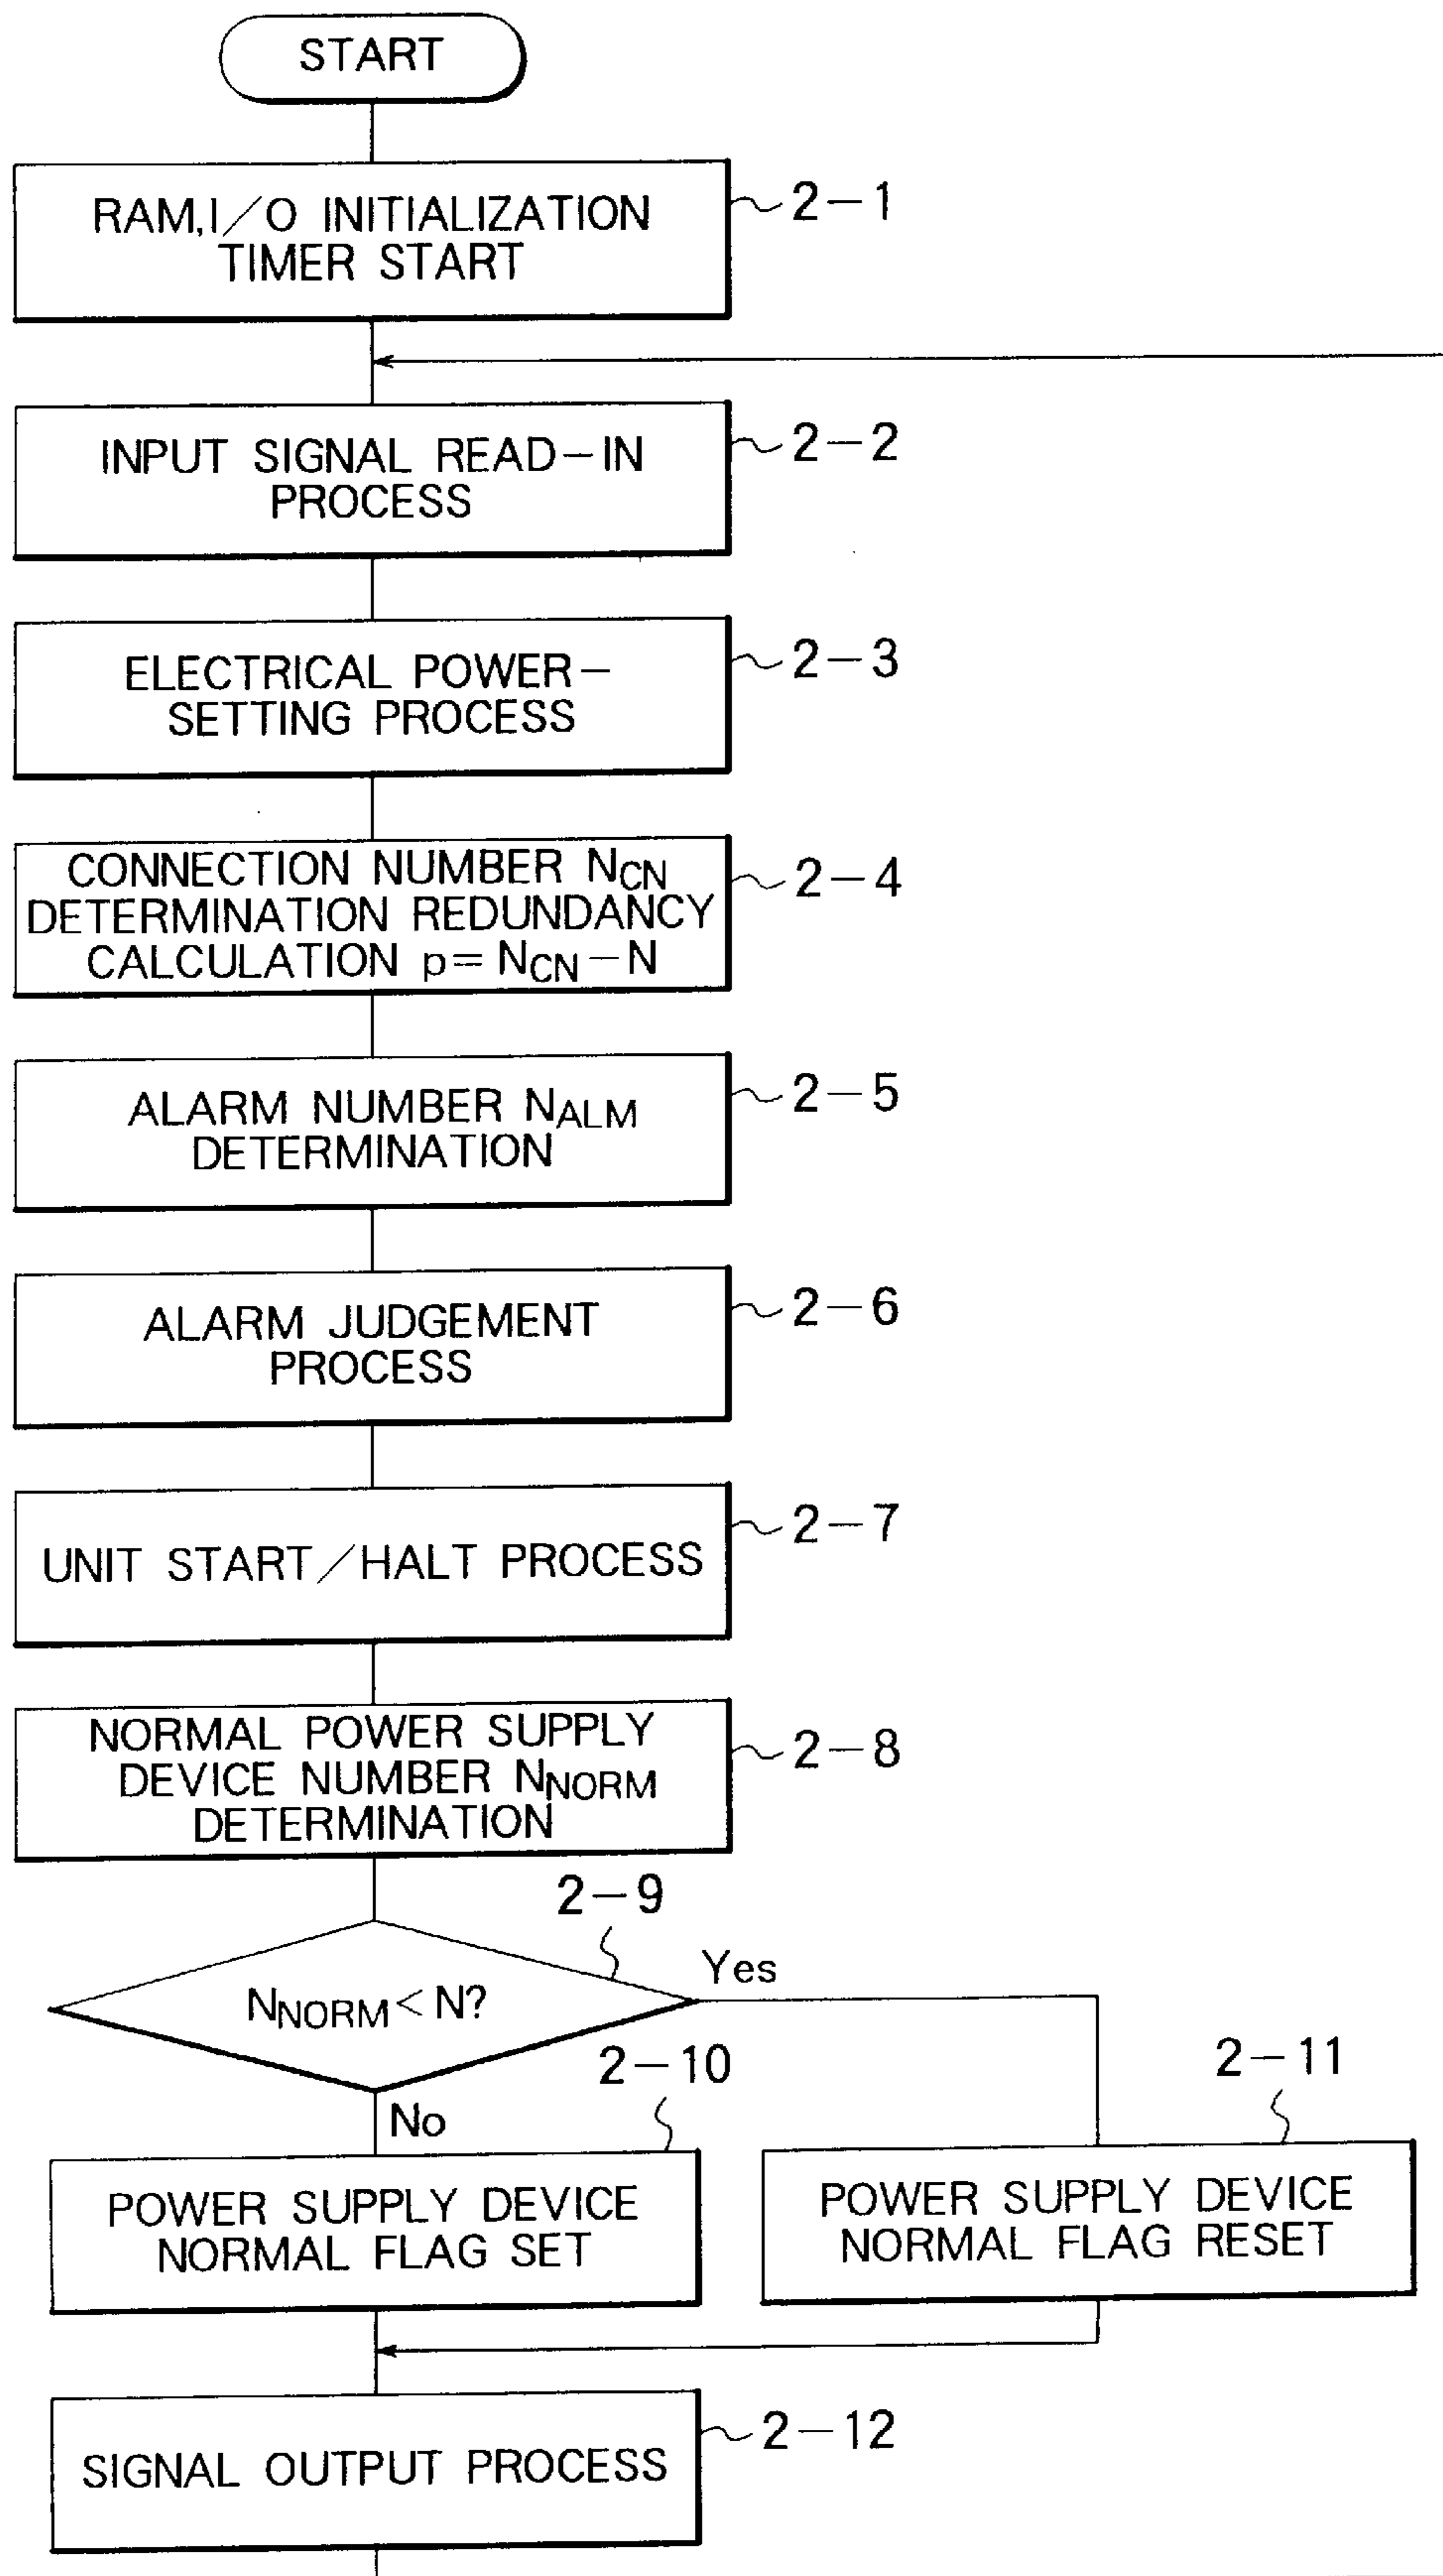 START
RAM,I/O INITIALIZATION
TIMER START
2-1
INPUT SIGNAL READ-IN
PROCESS
2-2
ELECTRICAL POWER-
SETTING PROCESS
2-3
CONNECTION NUMBER NCN
DETERMINATION REDUNDANCY
CALCULATION p=NCN-N
2-4
ALARM NUMBER NALM
DETERMINATION
2-5
ALARM JUDGEMENT
PROCESS
2-6
UNIT START/HALT PROCESS
2-7
NORMAL POWER SUPPLY
DEVICE NUMBER NNORM
DETERMINATION
2-8
2-9
NNORM<N?
Yes
No
2-10
POWER SUPPLY DEVICE
NORMAL FLAG SET
2-11
POWER SUPPLY DEVICE
NORMAL FLAG RESET
SIGNAL OUTPUT PROCESS
2-12